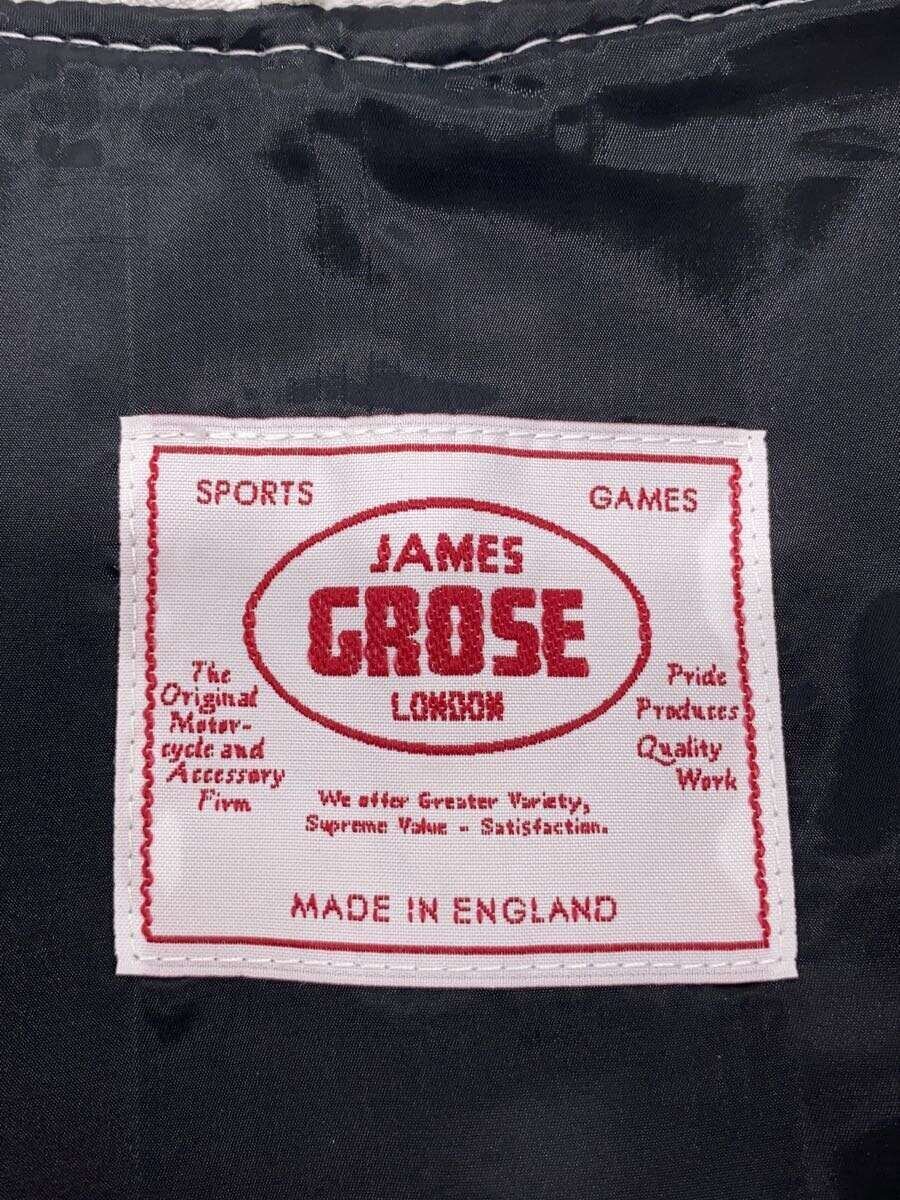 SPORTS GAMES
JAMES
GROSE
LONDON
The
Original
Motor-
cycle and
Accessory
Firm
Pride
Produces
Quality
Work
We offer Greater Variety,
Supreme Value - Satisfaction.
MADE IN ENGLAND